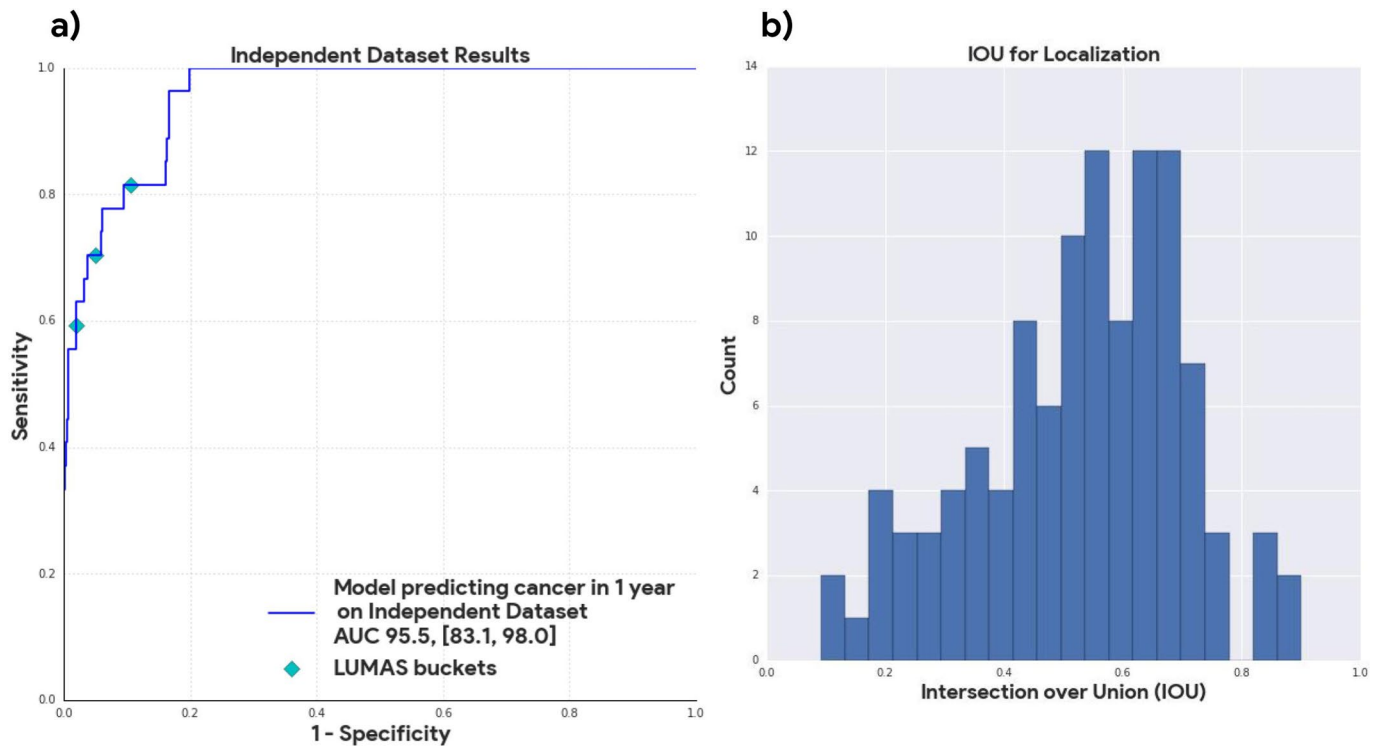 a)
Independent Dataset Results
1.0
0.8
0.6
0.4
0.2
0.0
Sensitivity
0.0 0.2 0.4 0.6 0.8 1.0
1 - Specificity
Model predicting cancer in 1 year
on Independent Dataset
AUC 95.5, [83.1, 98.0]
LUMAS buckets
b)
IOU for Localization
14
12
10
8
6
4
2
0
Count
0.0 0.2 0.4 0.6 0.8 1.0
Intersection over Union (IOU)